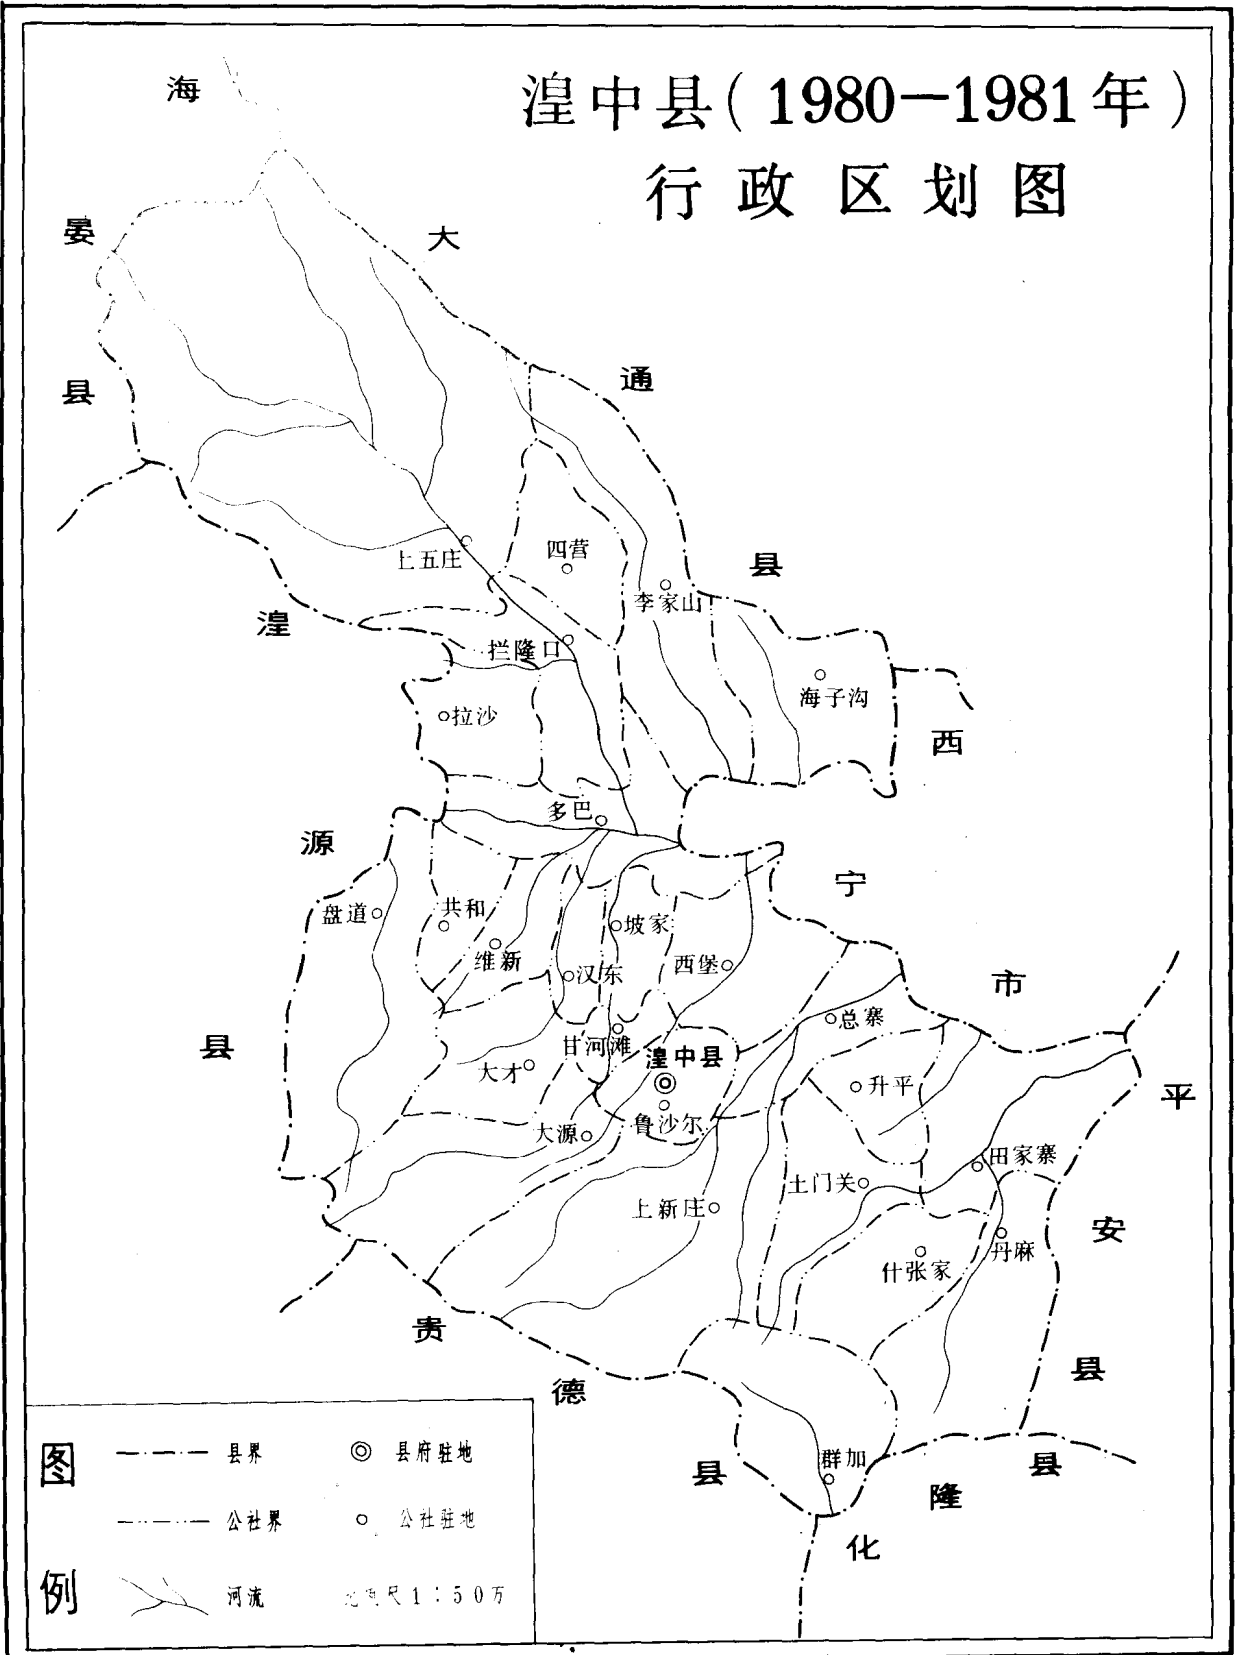 湟中县（1980—1981年）
行政区划图
海
晏
县
大
通
县
湟
源
县
西
宁
市
平
安
县
贵
德
县
化
隆
县
上五庄
四营
李家山
拦隆口
海子沟
拉沙
多巴
盘道
共和
维新
汉东
坡家
西堡
甘河滩
湟中县
鲁沙尔
总寨
升平
大才
大源
上新庄
土门关
田家寨
丹麻
什张家
群加
图例
县界
县府驻地
公社界
公社驻地
河流
比例尺1：50万